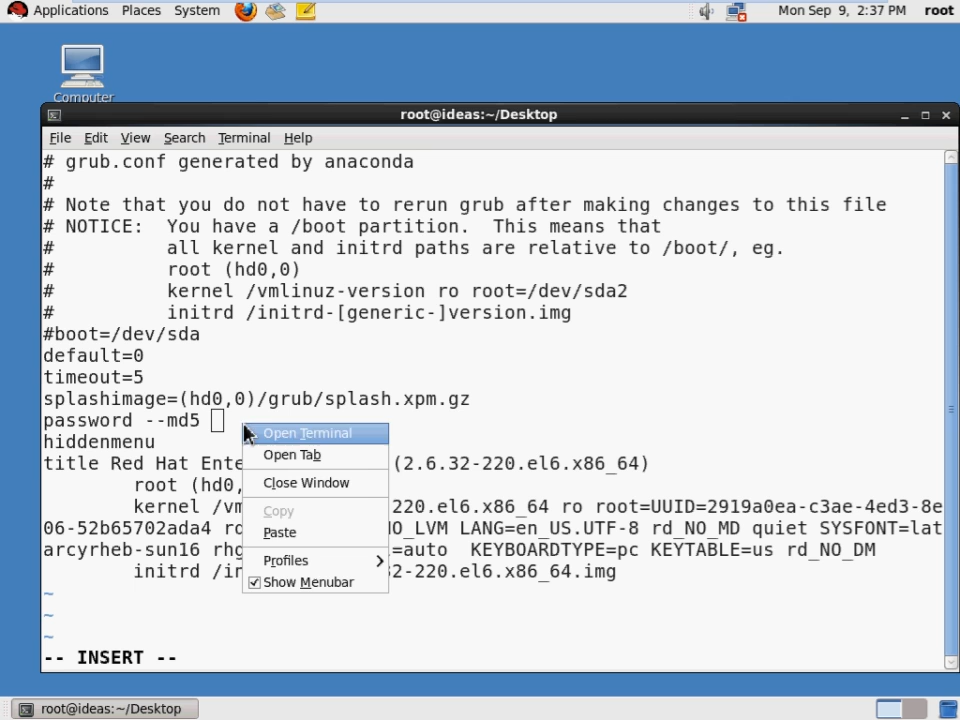 Applications Places System Mon Sep 9, 2:37 PM root
Computer
root@ideas:~/Desktop
File Edit View Search Terminal Help
# grub.conf generated by anaconda
#
# Note that you do not have to rerun grub after making changes to this file
# NOTICE:  You have a /boot partition.  This means that
#          all kernel and initrd paths are relative to /boot/, eg.
#          root (hd0,0)
#          kernel /vmlinuz-version ro root=/dev/sda2
#          initrd /initrd-[generic-]version.img
#boot=/dev/sda
default=0
timeout=5
splashimage=(hd0,0)/grub/splash.xpm.gz
password --md5
hiddenmenu
title Red Hat Ente (2.6.32-220.el6.x86_64)
root (hd0,
kernel /vm 220.el6.x86_64 ro root=UUID=2919a0ea-c3ae-4ed3-8e
06-52b65702ada4 rd NO_LVM LANG=en_US.UTF-8 rd_NO_MD quiet SYSFONT=lat
arcyrheb-sun16 rhg =auto  KEYBOARDTYPE=pc KEYTABLE=us rd_NO_DM
initrd /in 32-220.el6.x86_64.img
~
~
~
-- INSERT --
Open Terminal
Open Tab
Close Window
Copy
Paste
Profiles
Show Menubar
root@ideas:~/Desktop